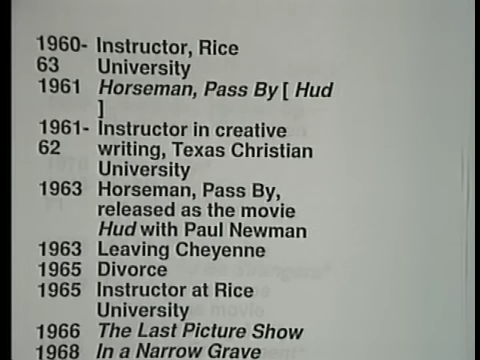 1960- Instructor, Rice
63 University
1961 Horseman, Pass By [ Hud
]
1961- Instructor in creative
62 writing, Texas Christian
University
1963 Horseman, Pass By,
released as the movie
Hud with Paul Newman
1963 Leaving Cheyenne
1965 Divorce
1965 Instructor at Rice
University
1966 The Last Picture Show
1968 In a Narrow Grave